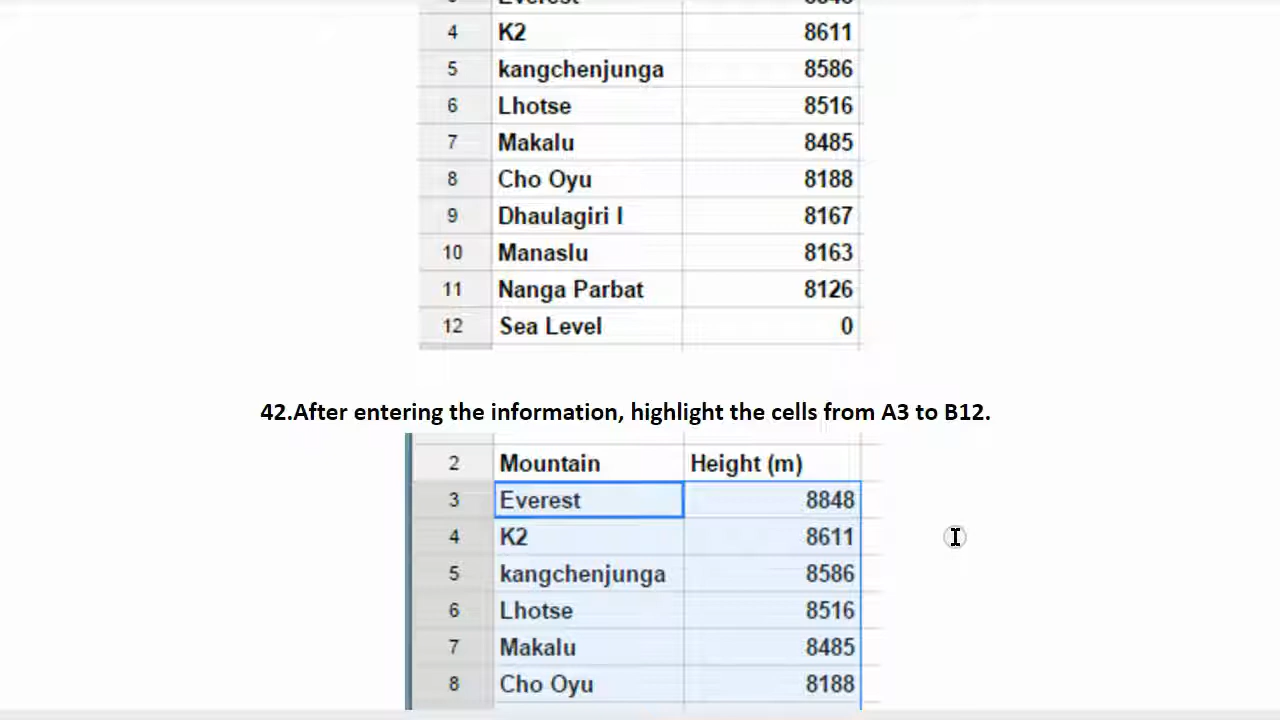 4 K2 8611
5 kangchenjunga 8586
6 Lhotse 8516
7 Makalu 8485
8 Cho Oyu 8188
9 Dhaulagiri I 8167
10 Manaslu 8163
11 Nanga Parbat 8126
12 Sea Level 0
42.After entering the information, highlight the cells from A3 to B12.
2 Mountain Height (m)
3 Everest 8848
4 K2 8611
5 kangchenjunga 8586
6 Lhotse 8516
7 Makalu 8485
8 Cho Oyu 8188